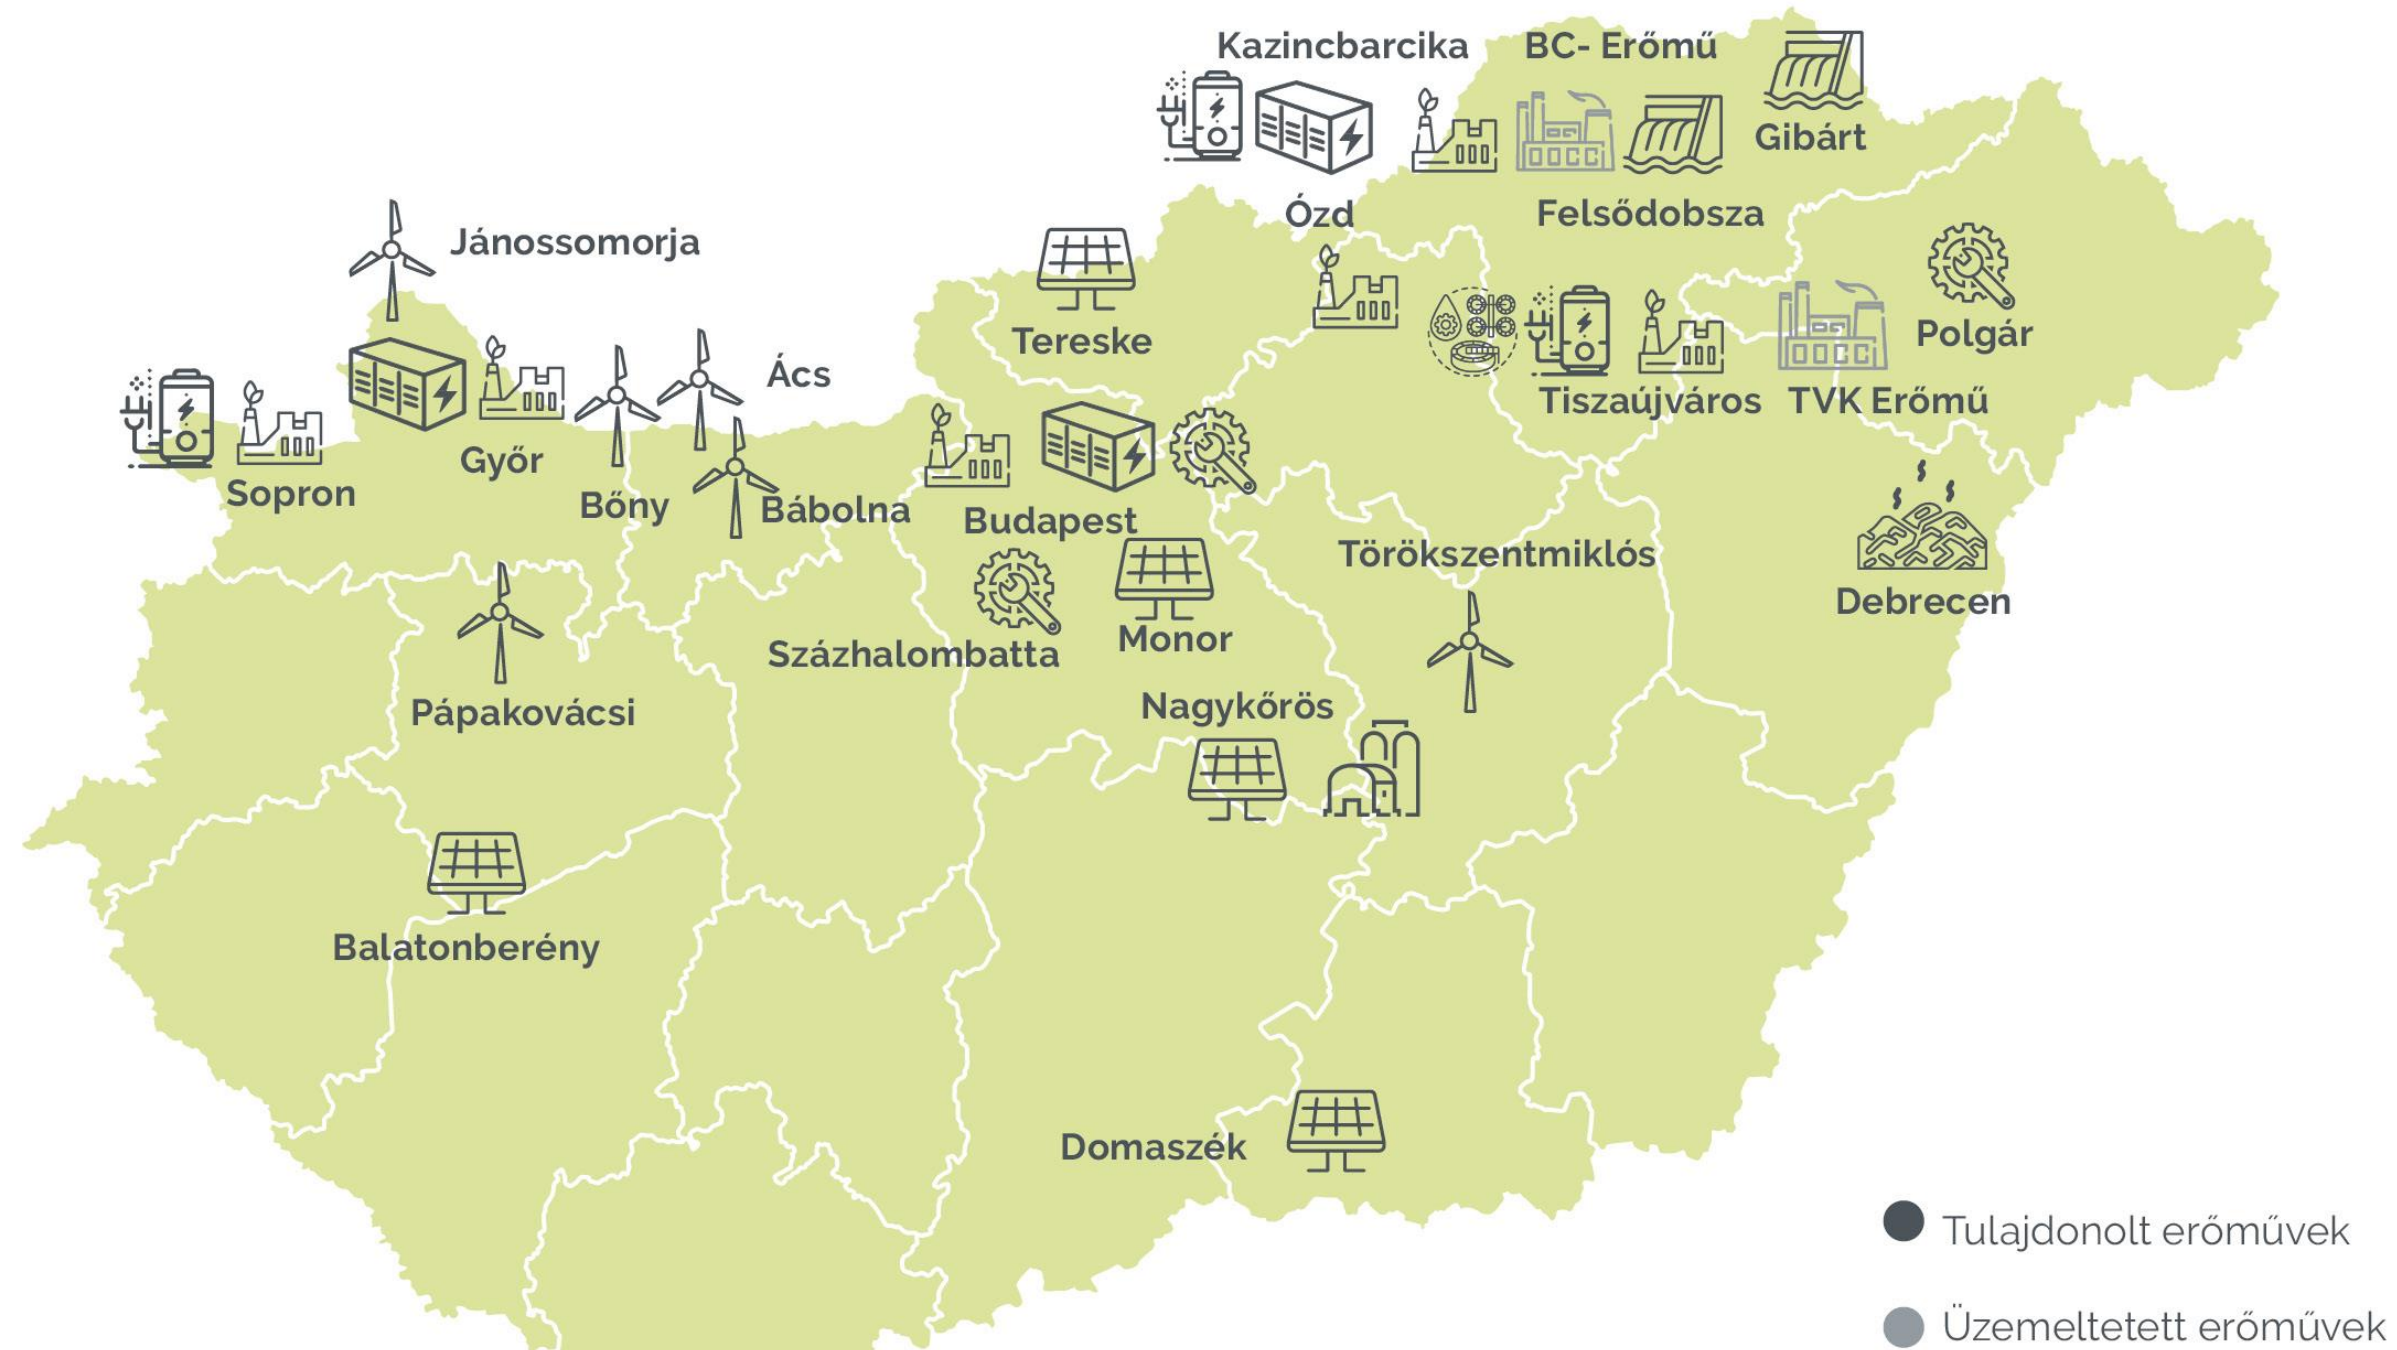 Kazincbarcika
BC- Erőmű
Gibárt
Ózd
Felsődobsza
Jánossomorja
Tereske
Polgár
Ács
Tiszaújváros
TVK Erőmű
Győr
Sopron
Bőny
Bábolna
Budapest
Törökszentmiklós
Debrecen
Százhalombatta
Monor
Pápakovácsi
Nagykőrös
Balatonberény
Domaszék
Tulajdonolt erőművek
Üzemeltetett erőművek